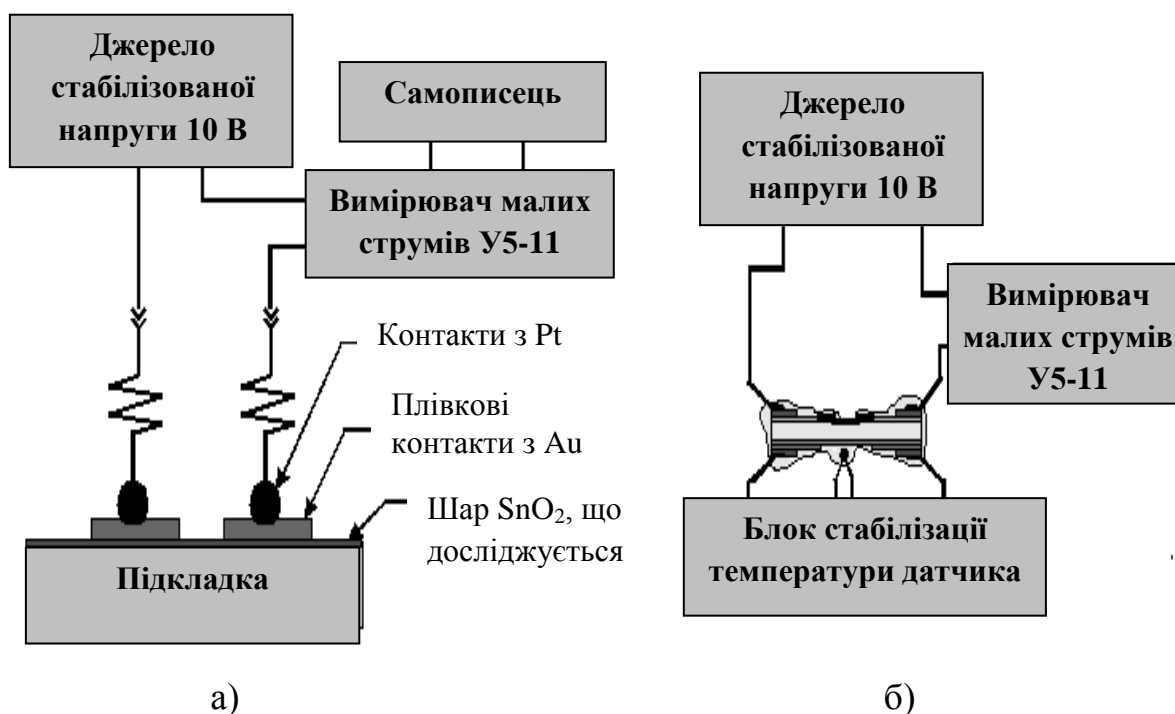 Джерело
стабілізованої
напруги 10 В
Самописець
Вимірювач малих
струмів У5-11
Контакти з Pt
Плівкові
контакти з Au
Шар SnO₂, що
досліджується
Підкладка
а)
Джерело
стабілізованої
напруги 10 В
Вимірювач
малих струмів
У5-11
Блок стабілізації
температури датчика
б)